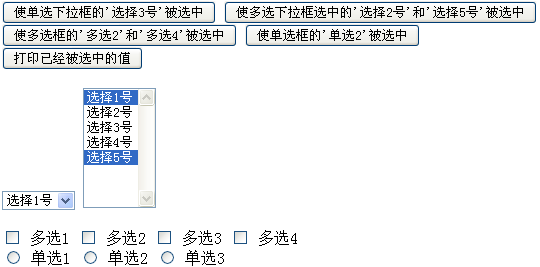 使单选下拉框的'选择3号'被选中 使多选下拉框选中的'选择2号'和'选择5号'被选中
使多选框的'多选2'和'多选4'被选中 使单选框的'单选2'被选中
打印已经被选中的值
选择1号
选择2号
选择3号
选择4号
选择5号
选择1号
多选1 多选2 多选3 多选4
单选1 单选2 单选3